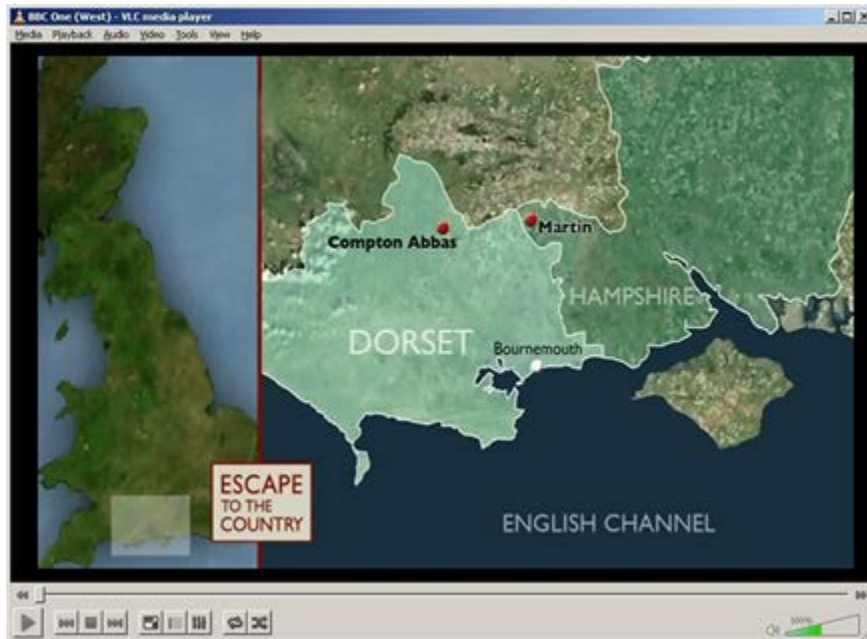 BBC One (West) - VLC media player
Media Playback Audio Video Tools View Help
Compton Abbas
Martin
HAMPSHIRE
DORSET
Bournemouth
ESCAPE
TO THE
COUNTRY
ENGLISH CHANNEL
100%